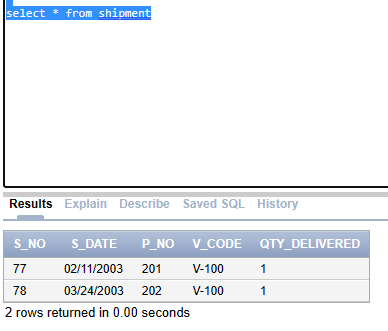 select * from shipment
Results Explain Describe Saved SQL History
S_NO S_DATE P_NO V_CODE QTY_DELIVERED
77 02/11/2003 201 V-100 1
78 03/24/2003 202 V-100 1
2 rows returned in 0.00 seconds